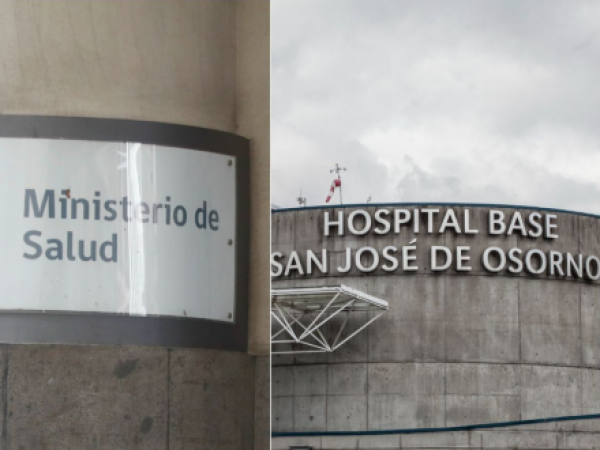 Ministerio de
Salud
HOSPITAL BASE
SAN JOSÉ DE OSORNO